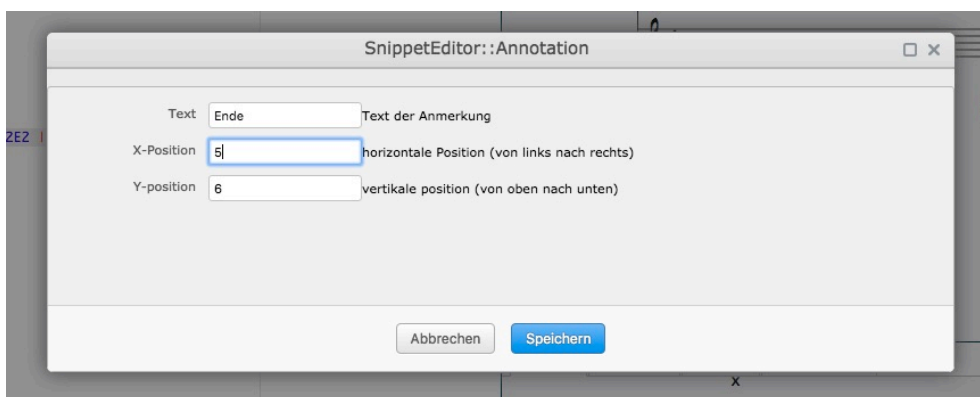 SnippetEditor::Annotation
Text Ende Text der Anmerkung
2E2 |
X-Position 5 horizontale Position (von links nach rechts)
Y-position 6 vertikale position (von oben nach unten)
Abbrechen Speichern
X